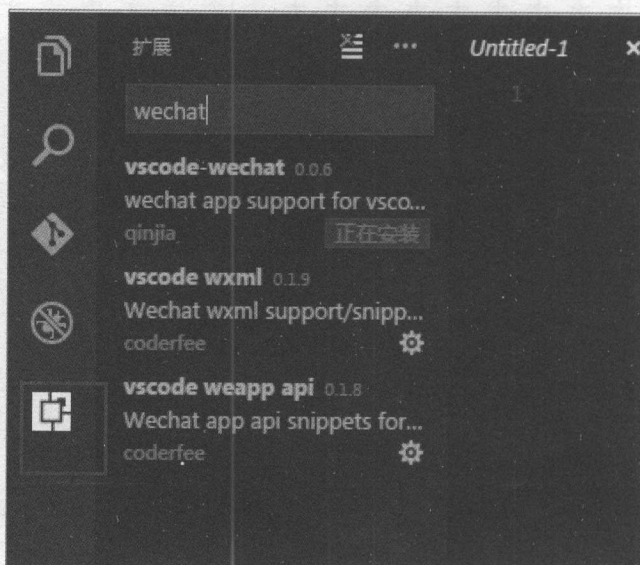 扩展 ··· Untitled-1 ×
1
wechat
vscode-wechat 0.0.6
wechat app support for vsco...
qinjia 正在安装
vscode wxml 0.1.9
Wechat wxml support/snipp...
coderfee
vscode weapp api 0.1.8
Wechat app api snippets for...
coderfee